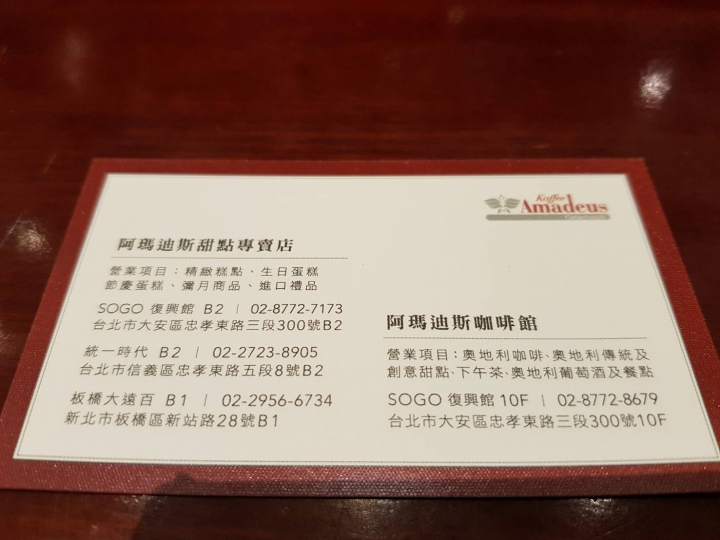 Koffee
Amadeus
阿瑪迪斯甜點專賣店
營業項目：精緻糕點、生日蛋糕
節慶蛋糕、彌月商品、進口禮品
SOGO 復興館 B2 | 02-8772-7173
台北市大安區忠孝東路三段300號B2
統一時代 B2 | 02-2723-8905
台北市信義區忠孝東路五段8號B2
板橋大遠百 B1 | 02-2956-6734
新北市板橋區新站路28號B1
阿瑪迪斯咖啡館
營業項目：奧地利咖啡、奧地利傳統及
創意甜點、下午茶、奧地利葡萄酒及餐點
SOGO 復興館 10F | 02-8772-8679
台北市大安區忠孝東路三段300號10F